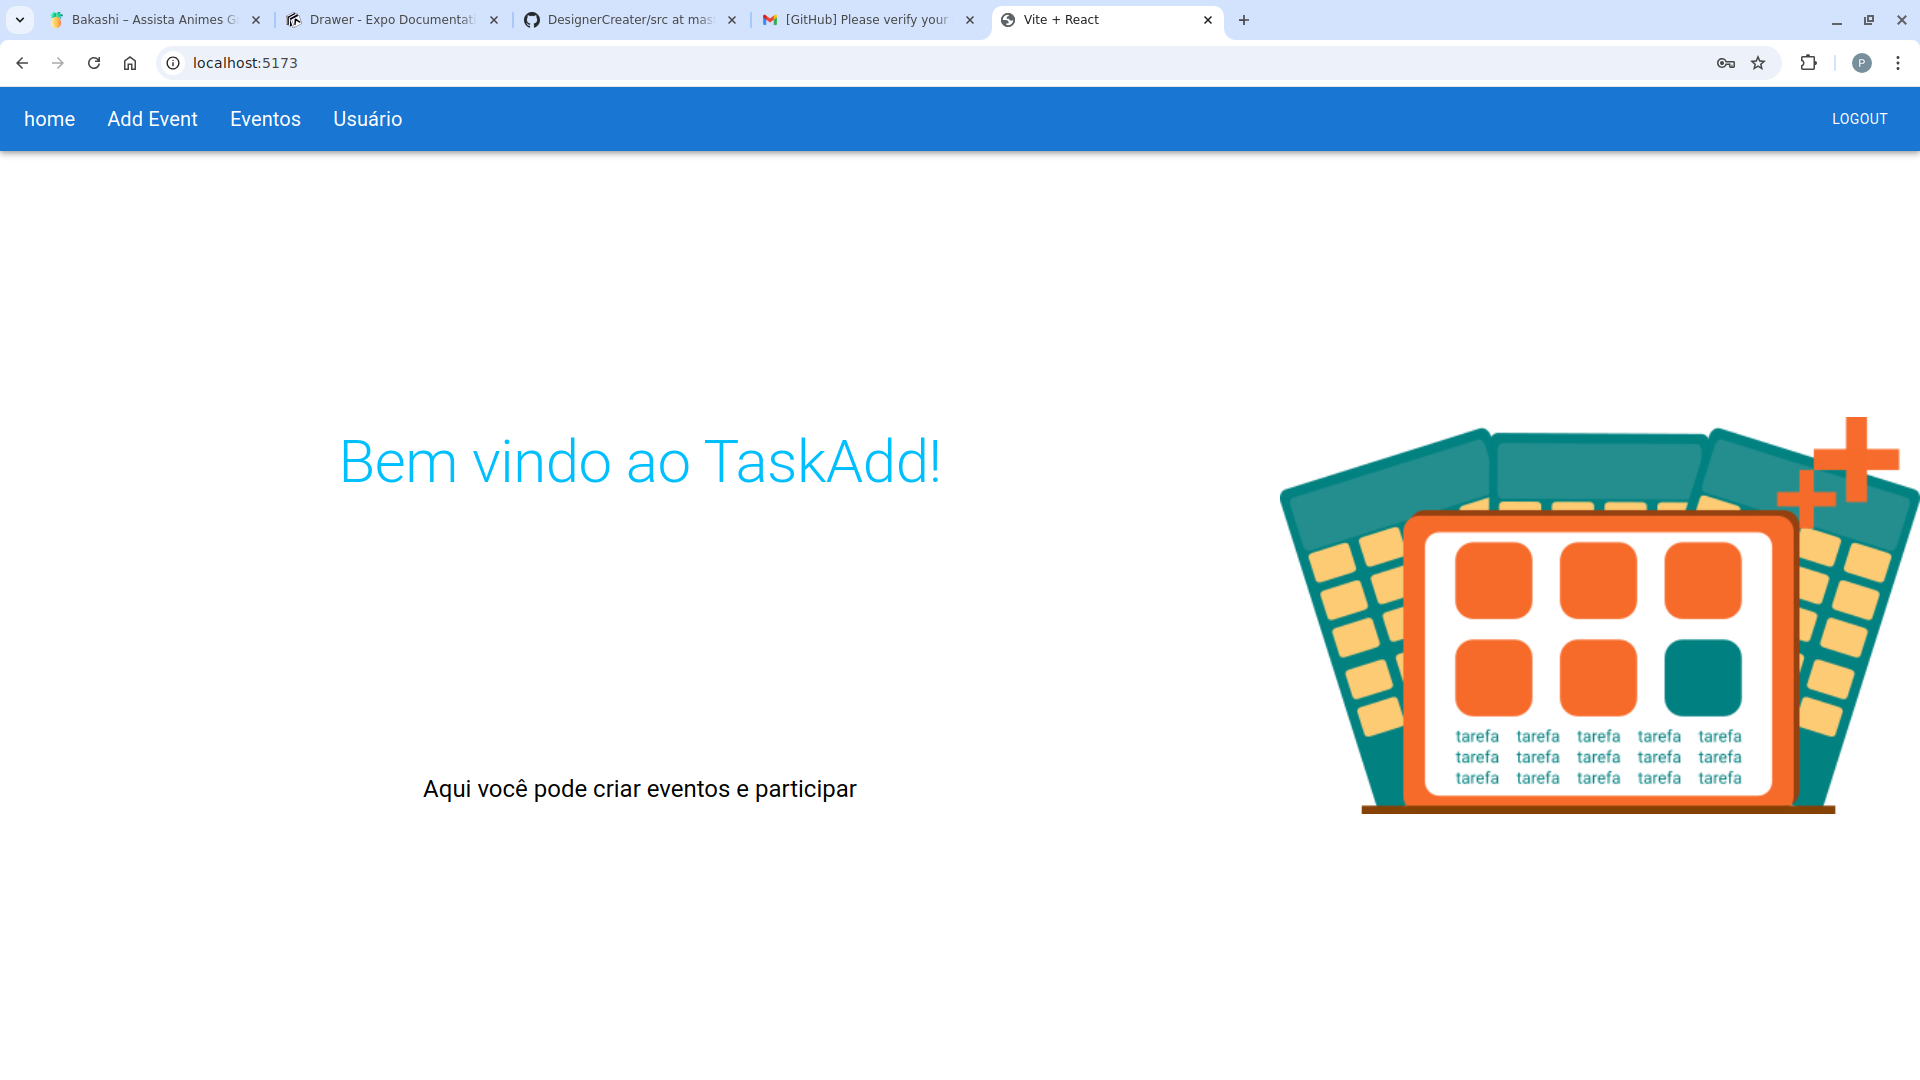 Bakashi – Assista Animes G
Drawer - Expo Documentati
DesignerCreater/src at mas
[GitHub] Please verify your
Vite + React
localhost:5173
P
home Add Event Eventos Usuário LOGOUT
Bem vindo ao TaskAdd!
Aqui você pode criar eventos e participar
tarefa tarefa tarefa tarefa tarefa
tarefa tarefa tarefa tarefa tarefa
tarefa tarefa tarefa tarefa tarefa